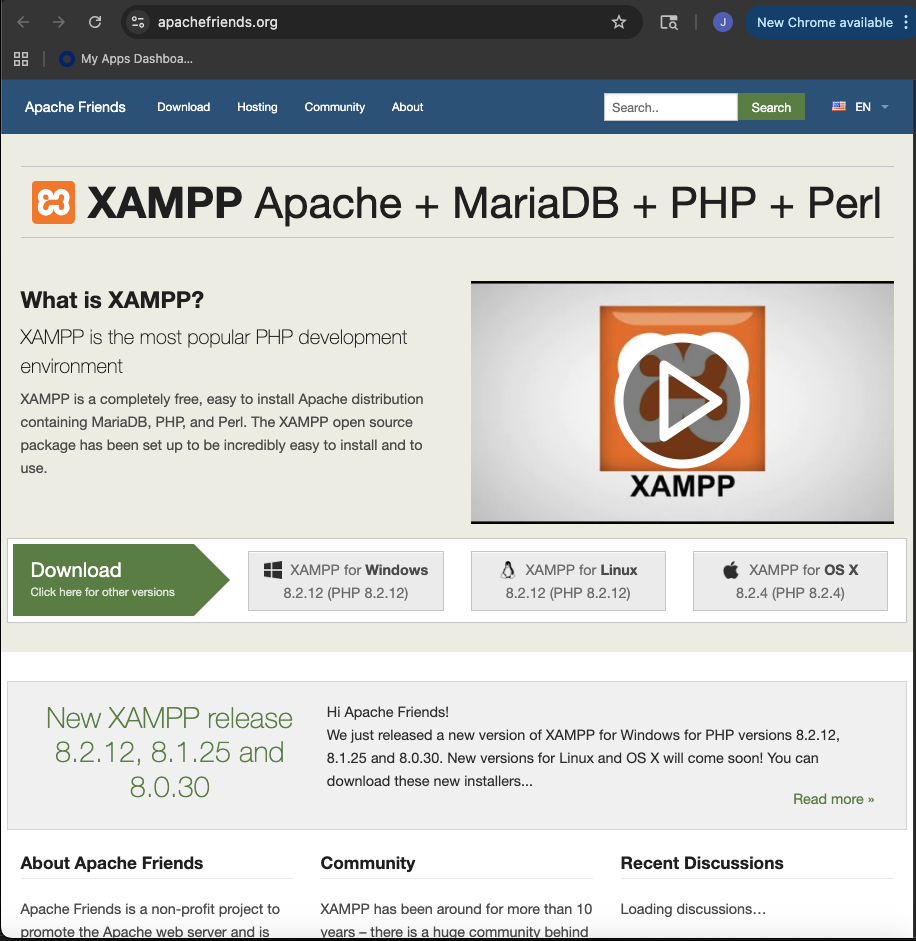 apachefriends.org
J
New Chrome available
My Apps Dashboa...
Apache Friends
Download
Hosting
Community
About
Search..
Search
EN
XAMPP Apache + MariaDB + PHP + Perl
What is XAMPP?
XAMPP is the most popular PHP development
environment
XAMPP is a completely free, easy to install Apache distribution
containing MariaDB, PHP, and Perl. The XAMPP open source
package has been set up to be incredibly easy to install and to
use.
XAMPP
Download
Click here for other versions
XAMPP for Windows
8.2.12 (PHP 8.2.12)
XAMPP for Linux
8.2.12 (PHP 8.2.12)
XAMPP for OS X
8.2.4 (PHP 8.2.4)
New XAMPP release
8.2.12, 8.1.25 and
8.0.30
Hi Apache Friends!
We just released a new version of XAMPP for Windows for PHP versions 8.2.12,
8.1.25 and 8.0.30. New versions for Linux and OS X will come soon! You can
download these new installers...
Read more »
About Apache Friends
Apache Friends is a non-profit project to
promote the Apache web server and is
Community
XAMPP has been around for more than 10
years – there is a huge community behind
Recent Discussions
Loading discussions…